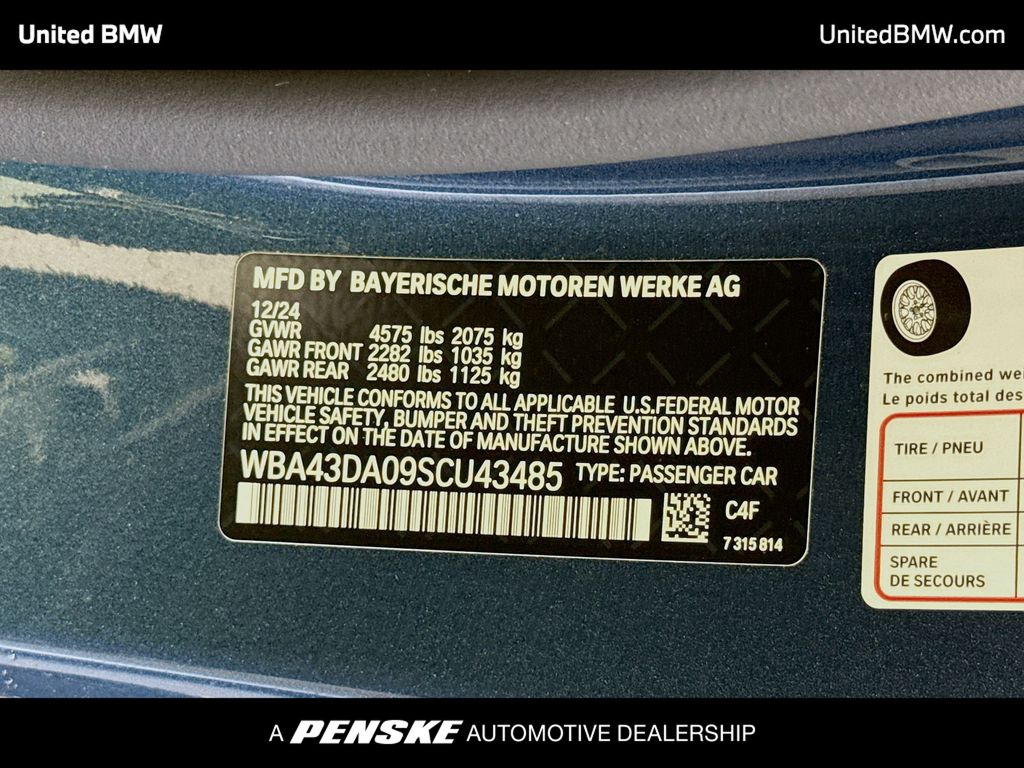 United BMW
UnitedBMW.com
MFD BY BAYERISCHE MOTOREN WERKE AG
12/24
GVWR 4575 lbs 2075 kg
GAWR FRONT 2282 lbs 1035 kg
GAWR REAR 2480 lbs 1125 kg
THIS VEHICLE CONFORMS TO ALL APPLICABLE U.S.FEDERAL MOTOR
VEHICLE SAFETY, BUMPER AND THEFT PREVENTION STANDARDS
IN EFFECT ON THE DATE OF MANUFACTURE SHOWN ABOVE.
WBA43DA09SCU43485 TYPE: PASSENGER CAR
C4F
7 315 814
The combined wei
Le poids total des
TIRE / PNEU
FRONT / AVANT
REAR / ARRIÈRE
SPARE
DE SECOURS
A PENSKE AUTOMOTIVE DEALERSHIP